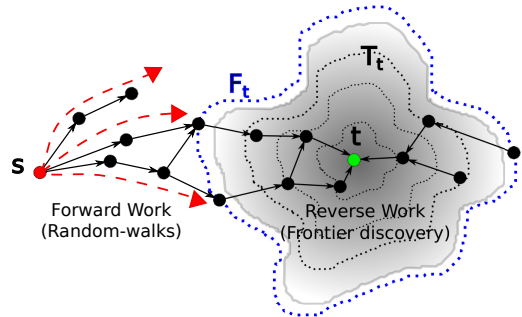 T_t
F_t
t
s
Forward Work
(Random-walks)
Reverse Work
(Frontier discovery)